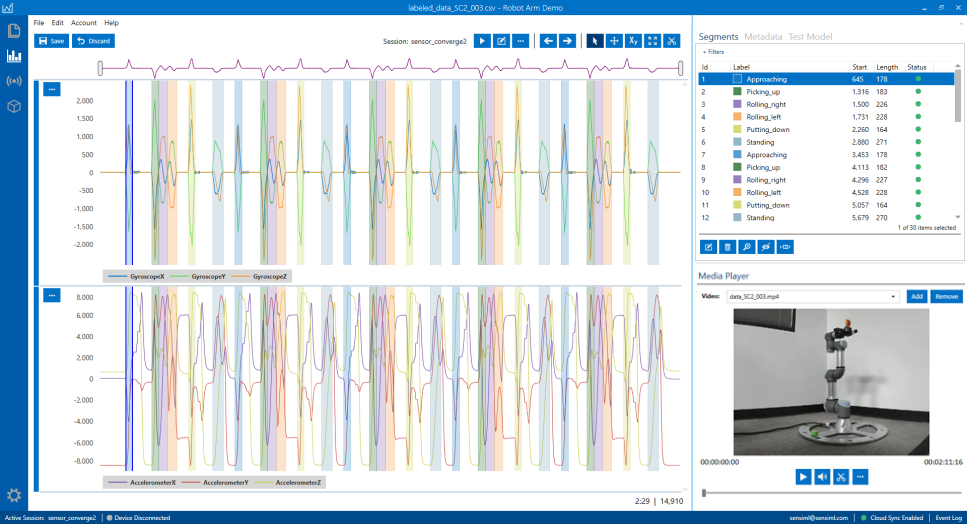 labeled_data_SC2_003.csv - Robot Arm Demo
File Edit Account Help
Save Discard
Session: sensor_converge2
Segments Metadata Test Model
+ Filters
Id Label Start Length Status
1 Approaching 645 178
2 Picking_up 1,316 183
3 Rolling_right 1,500 226
4 Rolling_left 1,731 228
5 Putting_down 2,260 164
6 Standing 2,880 271
7 Approaching 3,453 178
8 Picking_up 4,113 182
9 Rolling_right 4,296 227
10 Rolling_left 4,528 228
11 Putting_down 5,057 164
12 Standing 5,679 270
1 of 30 items selected
2,000
1,500
1,000
500
0
-500
-1,000
-1,500
-2,000
GyroscopeX GyroscopeY GyroscopeZ
8,000
6,000
4,000
2,000
0
-2,000
-4,000
-6,000
-8,000
AccelerometerX AccelerometerY AccelerometerZ
2:29 | 14,910
Media Player
Video: data_SC2_003.mp4 Add Remove
00:00:00:00 00:02:11:16
Active Session: sensor_converge2 Device Disconnected
sensiml@sensiml.com Cloud Sync Enabled Event Log